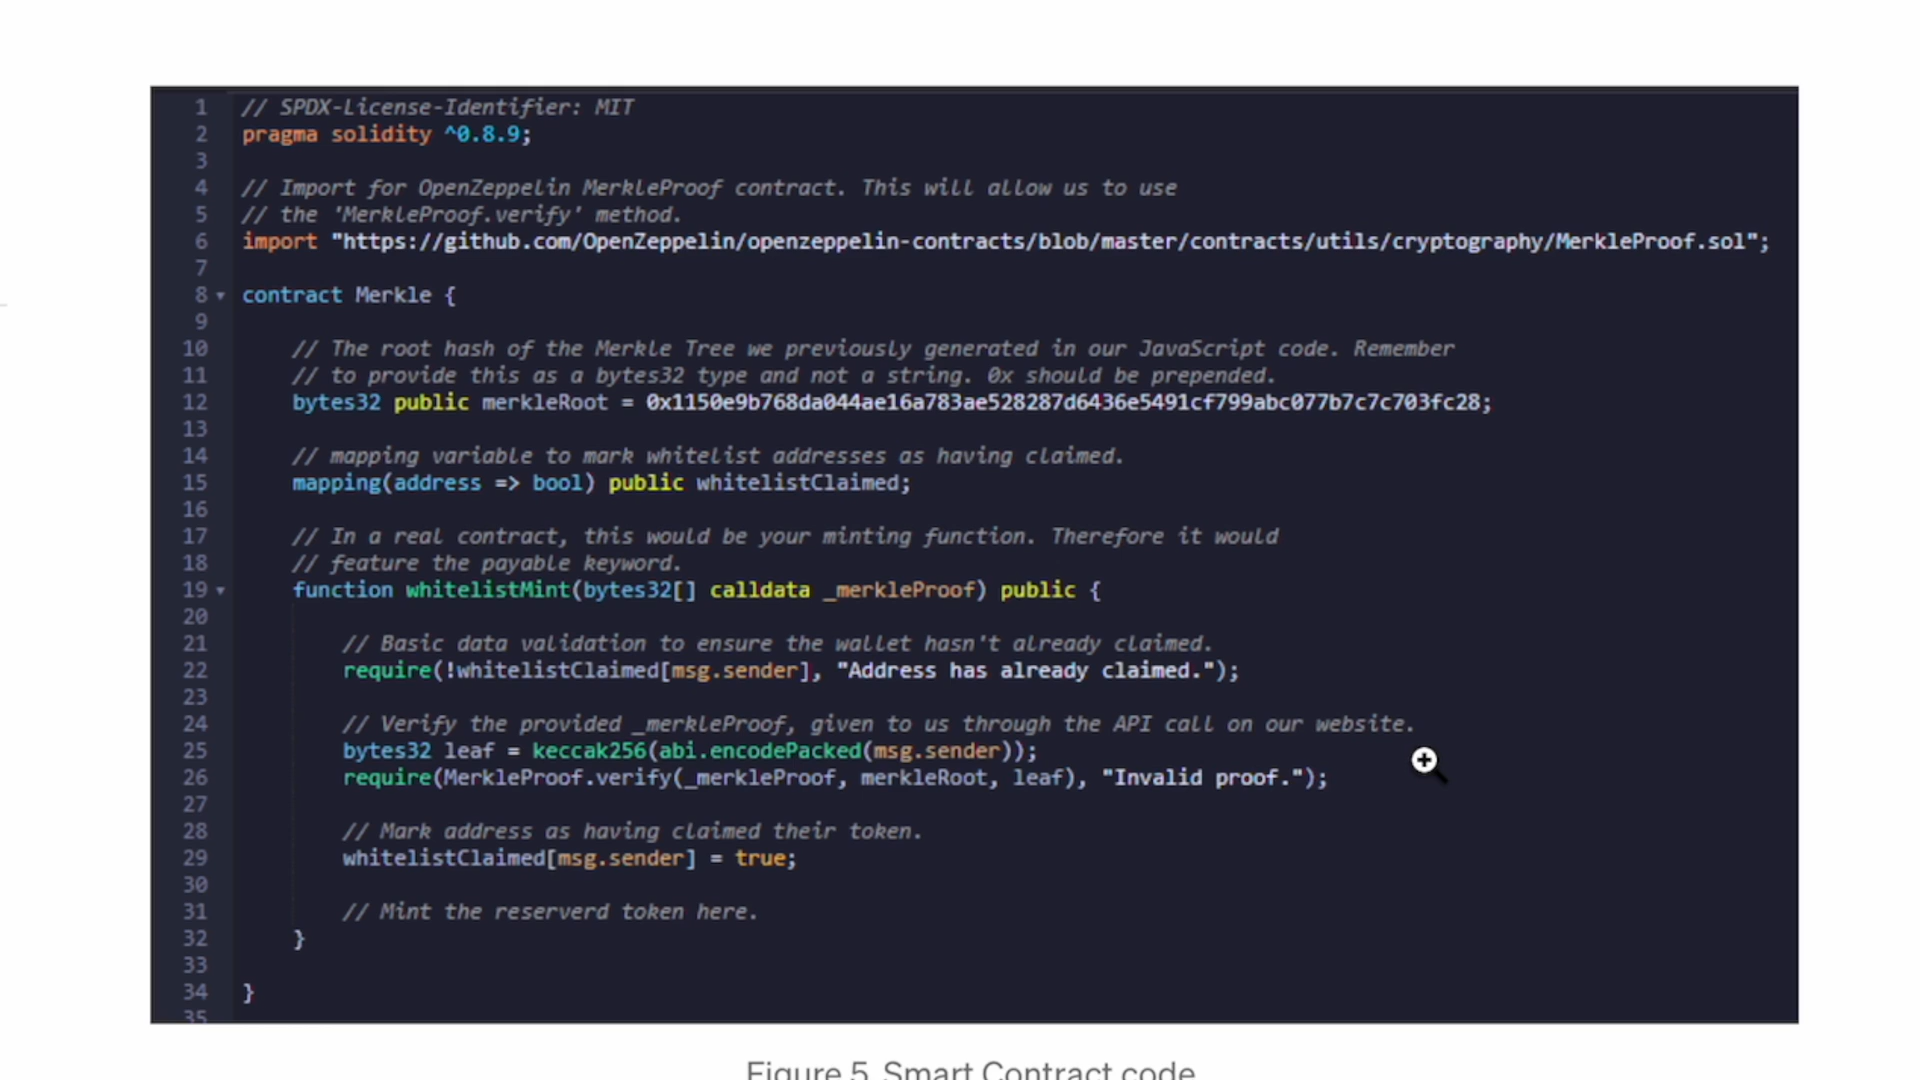 1 // SPDX-License-Identifier: MIT
2 pragma solidity ^0.8.9;
3
4 // Import for OpenZeppelin MerkleProof contract. This will allow us to use
5 // the 'MerkleProof.verify' method.
6 import "https://github.com/OpenZeppelin/openzeppelin-contracts/blob/master/contracts/utils/cryptography/MerkleProof.sol";
7
8 contract Merkle {
9
10 // The root hash of the Merkle Tree we previously generated in our JavaScript code. Remember
11 // to provide this as a bytes32 type and not a string. 0x should be prepended.
12 bytes32 public merkleRoot = 0x1150e9b768da044ae16a783ae528287d6436e5491cf799abc077b7c7c703fc28;
13
14 // mapping variable to mark whitelist addresses as having claimed.
15 mapping(address => bool) public whitelistClaimed;
16
17 // In a real contract, this would be your minting function. Therefore it would
18 // feature the payable keyword.
19 function whitelistMint(bytes32[] calldata _merkleProof) public {
20
21 // Basic data validation to ensure the wallet hasn't already claimed.
22 require(!whitelistClaimed[msg.sender], "Address has already claimed.");
23
24 // Verify the provided _merkleProof, given to us through the API call on our website.
25 bytes32 leaf = keccak256(abi.encodePacked(msg.sender));
26 require(MerkleProof.verify(_merkleProof, merkleRoot, leaf), "Invalid proof.");
27
28 // Mark address as having claimed their token.
29 whitelistClaimed[msg.sender] = true;
30
31 // Mint the reserverd token here.
32 }
33
34 }
35
Figure 5. Smart Contract code